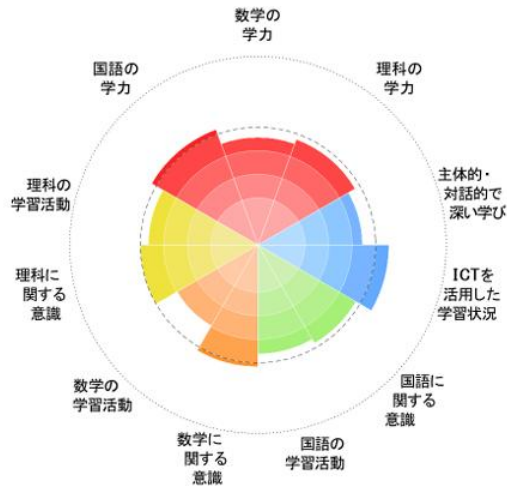 数学の
学力
理科の
学力
主体的・
対話的で
深い学び
ICTを
活用した
学習状況
国語に
関する
意識
国語の
学習活動
数学に
関する
意識
数学の
学習活動
理科に
関する
意識
理科の
学習活動
国語の
学力